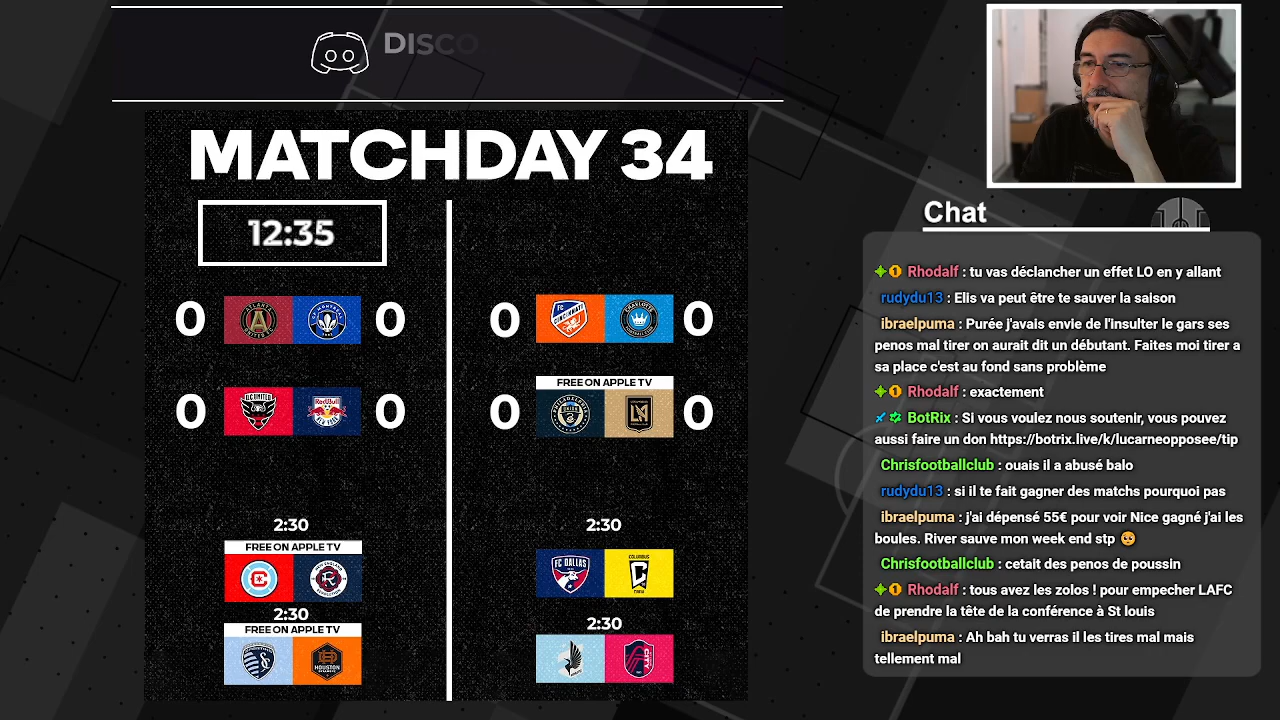 DISCO
MATCHDAY 34
12:35
0 0 0 0
FREE ON APPLE TV
0 0 0 0
2:30 2:30
FREE ON APPLE TV
2:30 2:30
FREE ON APPLE TV
Chat
Rhodalf : tu vas déclancher un effet LO en y allant
rudydu13 : Elis va peut être te sauver la saison
ibraelpuma : Purée j'avais envie de l'insulter le gars ses
penos mal tirer on aurait dit un débutant. Faites moi tirer a
sa place c'est au fond sans problème
Rhodalf : exactement
BotRix : Si vous voulez nous soutenir, vous pouvez
aussi faire un don https://botrix.live/k/lucarneopposee/tip
Chrisfootballclub : ouais il a abusé balo
rudydu13 : si il te fait gagner des matchs pourquoi pas
ibraelpuma : j'ai dépensé 55€ pour voir Nice gagné j'ai les
boules. River sauve mon week end stp 🥺
Chrisfootballclub : cetait des penos de poussin
Rhodalf : tous avez les zolos ! pour empecher LAFC
de prendre la tête de la conférence à St louis
ibraelpuma : Ah bah tu verras il les tires mal mais
tellement mal